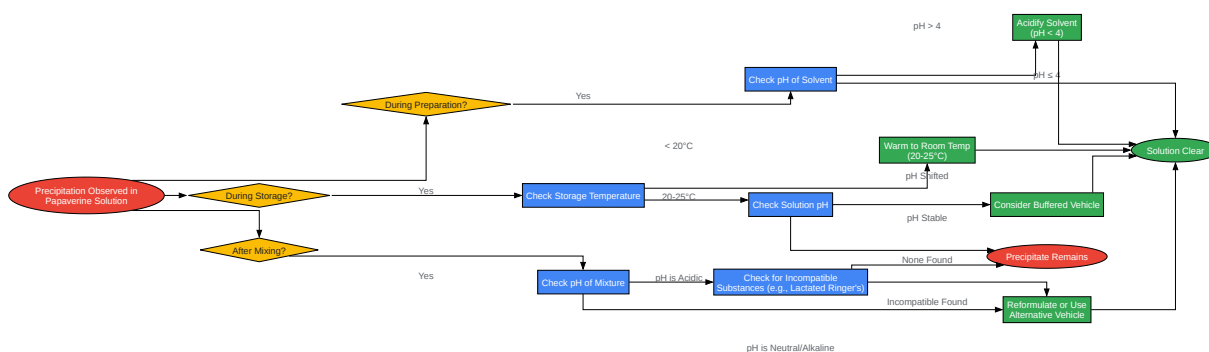 pH > 4
Acidify Solvent
(pH < 4)
Check pH of Solvent
pH ≤ 4
During Preparation?
Yes
< 20°C
Warm to Room Temp
(20-25°C)
Solution Clear
pH Shifted
Precipitation Observed in
Papaverine Solution
During Storage?
Yes
Check Storage Temperature
20-25°C
Check Solution pH
Consider Buffered Vehicle
pH Stable
After Mixing?
Precipitate Remains
None Found
Yes
Check pH of Mixture
pH is Acidic
Check for Incompatible
Substances (e.g., Lactated Ringer's)
Incompatible Found
Reformulate or Use
Alternative Vehicle
pH is Neutral/Alkaline